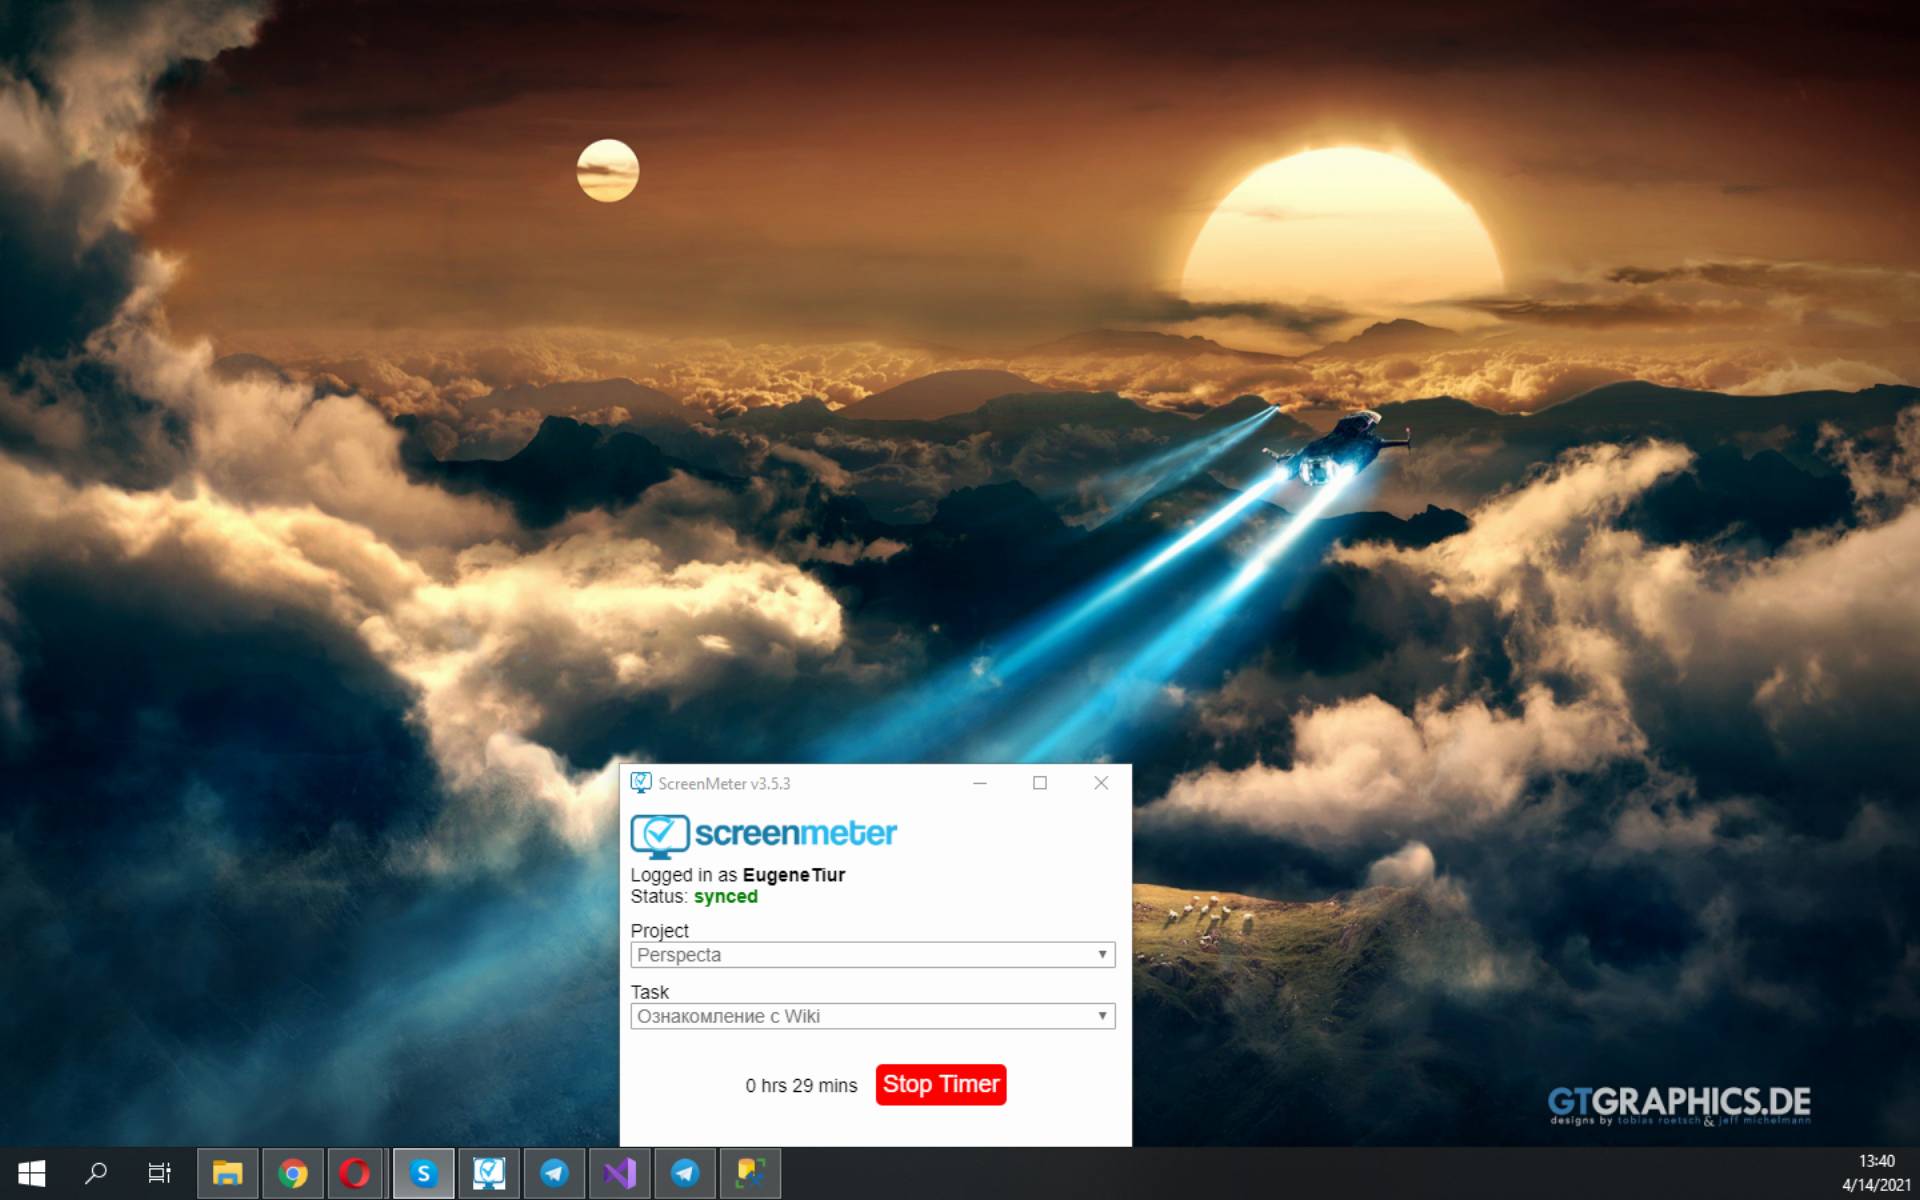 ScreenMeter v3.5.3
screenmeter
Logged in as EugeneTiur
Status: synced
Project
Perspecta
Task
Ознакомление с Wiki
0 hrs 29 mins
Stop Timer
GTGRAPHICS.DE
designs by tobias roetsch & jeff michelmann
13:40
4/14/2021